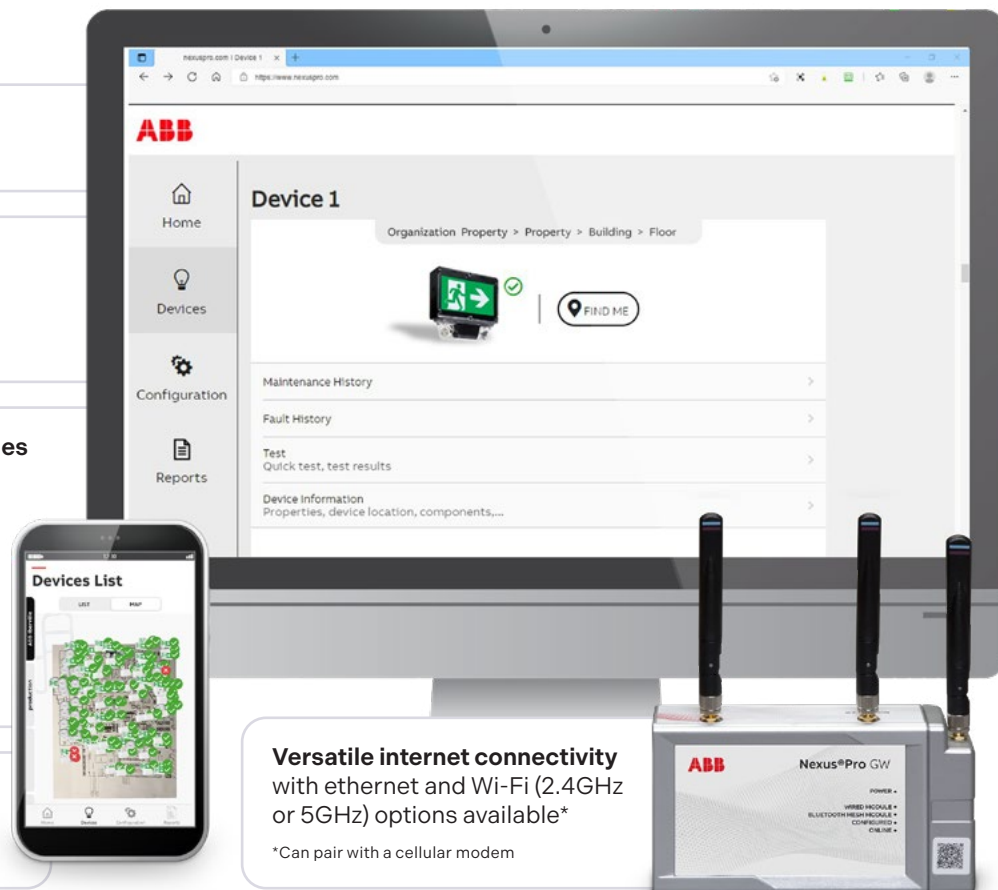 nexuspro.com | Device 1
https://www.nexuspro.com
ABB
Home
Devices
Configuration
Reports
Device 1
Organization Property > Property > Building > Floor
FIND ME
Maintenance History
Fault History
Test
Quick test, test results
Device Information
Properties, device location, components,...
es
Devices List
LIST
MAP
production
Home
Devices
Configuration
Reports
Versatile internet connectivity
with ethernet and Wi-Fi (2.4GHz
or 5GHz) options available*
*Can pair with a cellular modem
ABB
Nexus®Pro GW
POWER
WIRED MODULE
BLUETOOTH MESH MODULE
CONFIGURED
ONLINE